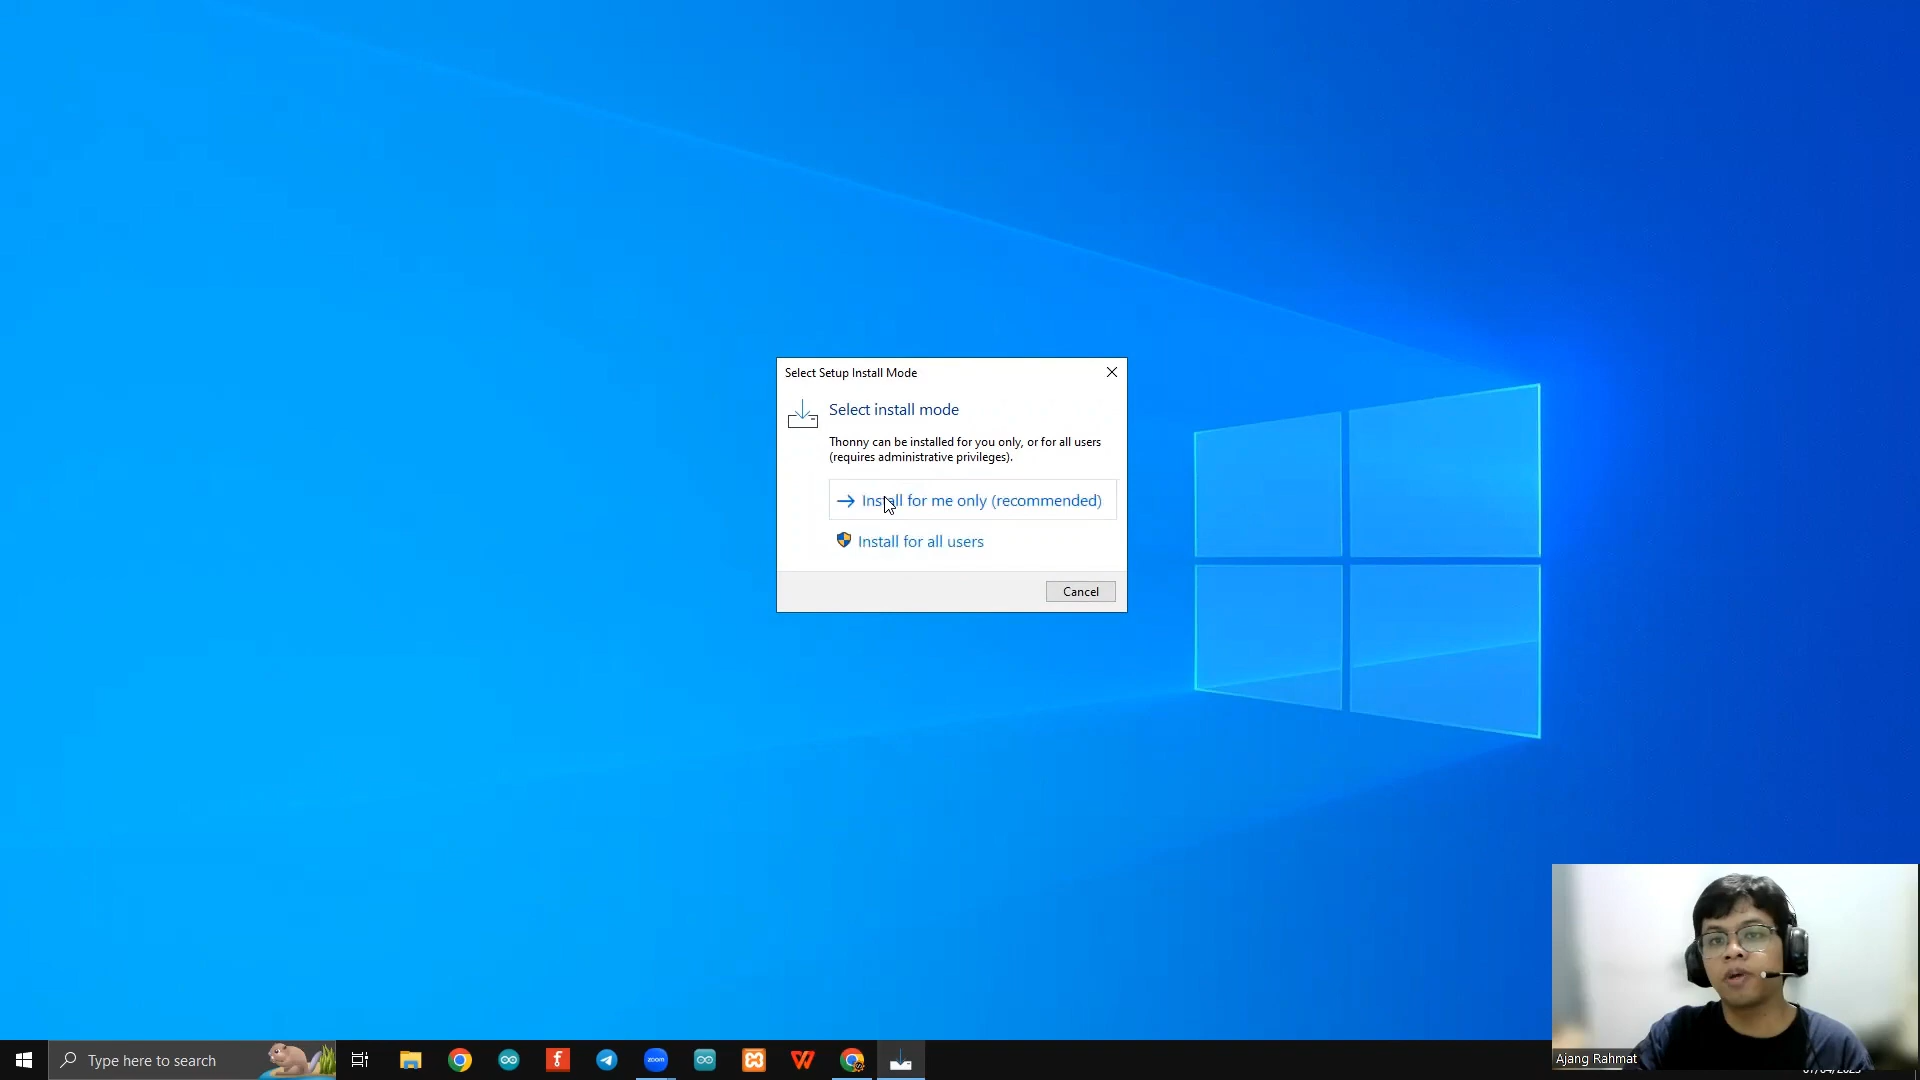 Select Setup Install Mode
Select install mode
Thonny can be installed for you only, or for all users
(requires administrative privileges).
Install for me only (recommended)
Install for all users
Cancel
Type here to search
zoom
Ajang Rahmat